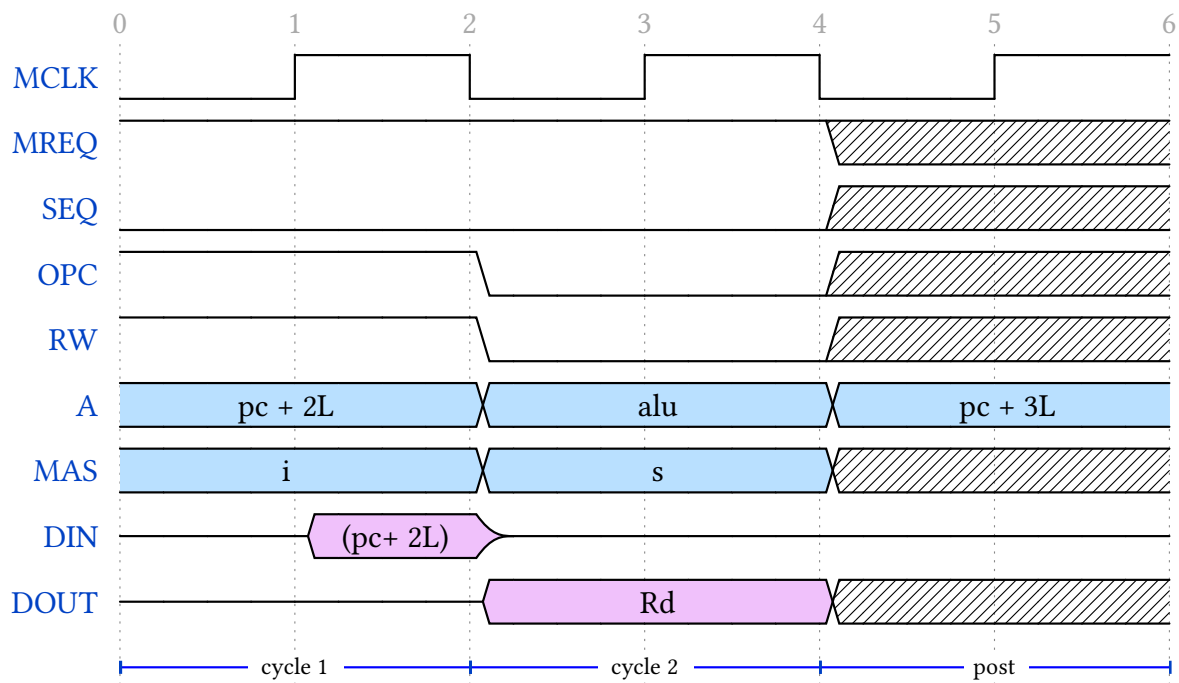 0 1 2 3 4 5 6
MCLK
MREQ
SEQ
OPC
RW
A pc + 2L alu pc + 3L
MAS i s
DIN (pc+ 2L)
DOUT Rd
cycle 1 cycle 2 post